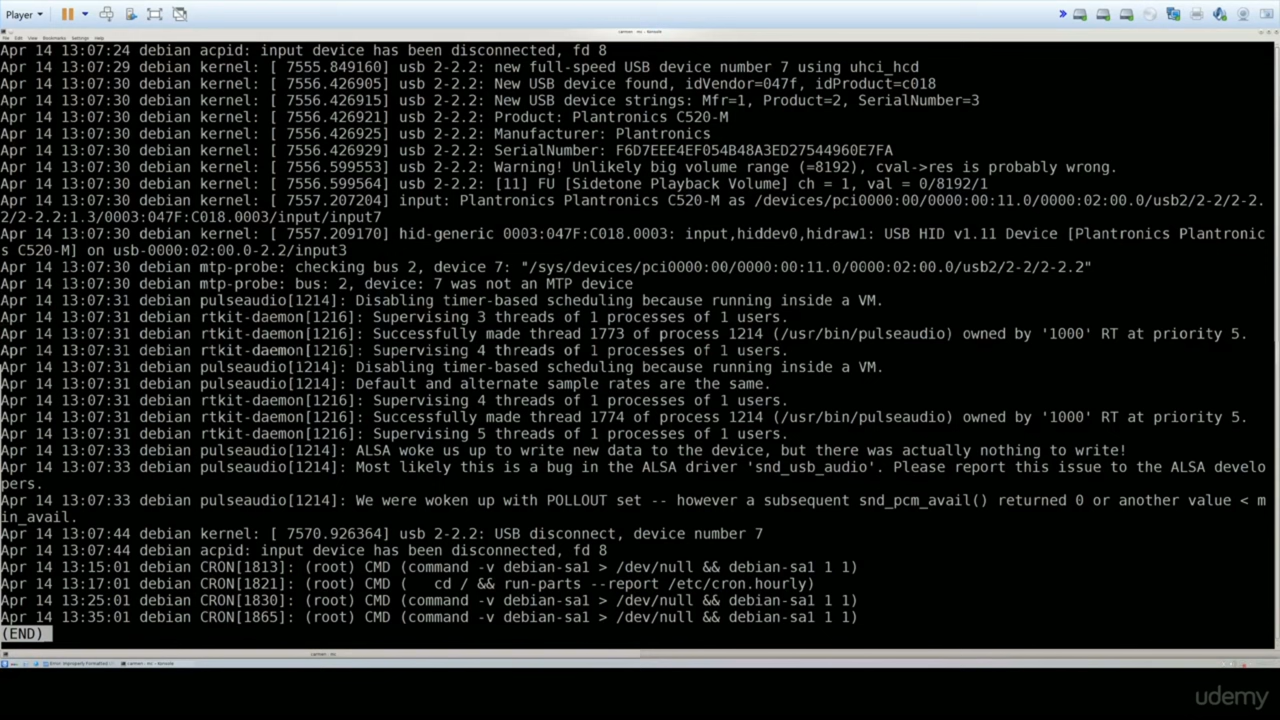 Player
File Edit View Bookmarks Settings Help
Apr 14 13:07:24 debian acpid: input device has been disconnected, fd 8
Apr 14 13:07:29 debian kernel: [ 7555.849160] usb 2-2.2: new full-speed USB device number 7 using uhci_hcd
Apr 14 13:07:30 debian kernel: [ 7556.426905] usb 2-2.2: New USB device found, idVendor=047f, idProduct=c018
Apr 14 13:07:30 debian kernel: [ 7556.426915] usb 2-2.2: New USB device strings: Mfr=1, Product=2, SerialNumber=3
Apr 14 13:07:30 debian kernel: [ 7556.426921] usb 2-2.2: Product: Plantronics C520-M
Apr 14 13:07:30 debian kernel: [ 7556.426925] usb 2-2.2: Manufacturer: Plantronics
Apr 14 13:07:30 debian kernel: [ 7556.426929] usb 2-2.2: SerialNumber: F6D7EEE4EF054B48A3ED27544960E7FA
Apr 14 13:07:30 debian kernel: [ 7556.599553] usb 2-2.2: Warning! Unlikely big volume range (=8192), cval->res is probably wrong.
Apr 14 13:07:30 debian kernel: [ 7556.599564] usb 2-2.2: [11] FU [Sidetone Playback Volume] ch = 1, val = 0/8192/1
Apr 14 13:07:30 debian kernel: [ 7557.207204] input: Plantronics Plantronics C520-M as /devices/pci0000:00/0000:00:11.0/0000:02:00.0/usb2/2-2/2-2.
2/2-2.2:1.3/0003:047F:C018.0003/input/input7
Apr 14 13:07:30 debian kernel: [ 7557.209170] hid-generic 0003:047F:C018.0003: input,hiddev0,hidraw1: USB HID v1.11 Device [Plantronics Plantronic
s C520-M] on usb-0000:02:00.0-2.2/input3
Apr 14 13:07:30 debian mtp-probe: checking bus 2, device 7: "/sys/devices/pci0000:00/0000:00:11.0/0000:02:00.0/usb2/2-2/2-2.2"
Apr 14 13:07:30 debian mtp-probe: bus: 2, device: 7 was not an MTP device
Apr 14 13:07:31 debian pulseaudio[1214]: Disabling timer-based scheduling because running inside a VM.
Apr 14 13:07:31 debian rtkit-daemon[1216]: Supervising 3 threads of 1 processes of 1 users.
Apr 14 13:07:31 debian rtkit-daemon[1216]: Successfully made thread 1773 of process 1214 (/usr/bin/pulseaudio) owned by '1000' RT at priority 5.
Apr 14 13:07:31 debian rtkit-daemon[1216]: Supervising 4 threads of 1 processes of 1 users.
Apr 14 13:07:31 debian pulseaudio[1214]: Disabling timer-based scheduling because running inside a VM.
Apr 14 13:07:31 debian pulseaudio[1214]: Default and alternate sample rates are the same.
Apr 14 13:07:31 debian rtkit-daemon[1216]: Supervising 4 threads of 1 processes of 1 users.
Apr 14 13:07:31 debian rtkit-daemon[1216]: Successfully made thread 1774 of process 1214 (/usr/bin/pulseaudio) owned by '1000' RT at priority 5.
Apr 14 13:07:31 debian rtkit-daemon[1216]: Supervising 5 threads of 1 processes of 1 users.
Apr 14 13:07:33 debian pulseaudio[1214]: ALSA woke us up to write new data to the device, but there was actually nothing to write!
Apr 14 13:07:33 debian pulseaudio[1214]: Most likely this is a bug in the ALSA driver 'snd_usb_audio'. Please report this issue to the ALSA develo
pers.
Apr 14 13:07:33 debian pulseaudio[1214]: We were woken up with POLLOUT set -- however a subsequent snd_pcm_avail() returned 0 or another value < m
in_avail.
Apr 14 13:07:44 debian kernel: [ 7570.926364] usb 2-2.2: USB disconnect, device number 7
Apr 14 13:07:44 debian acpid: input device has been disconnected, fd 8
Apr 14 13:15:01 debian CRON[1813]: (root) CMD (command -v debian-sa1 > /dev/null && debian-sa1 1 1)
Apr 14 13:17:01 debian CRON[1821]: (root) CMD (   cd / && run-parts --report /etc/cron.hourly)
Apr 14 13:25:01 debian CRON[1830]: (root) CMD (command -v debian-sa1 > /dev/null && debian-sa1 1 1)
Apr 14 13:35:01 debian CRON[1865]: (root) CMD (command -v debian-sa1 > /dev/null && debian-sa1 1 1)
(END)
udemy